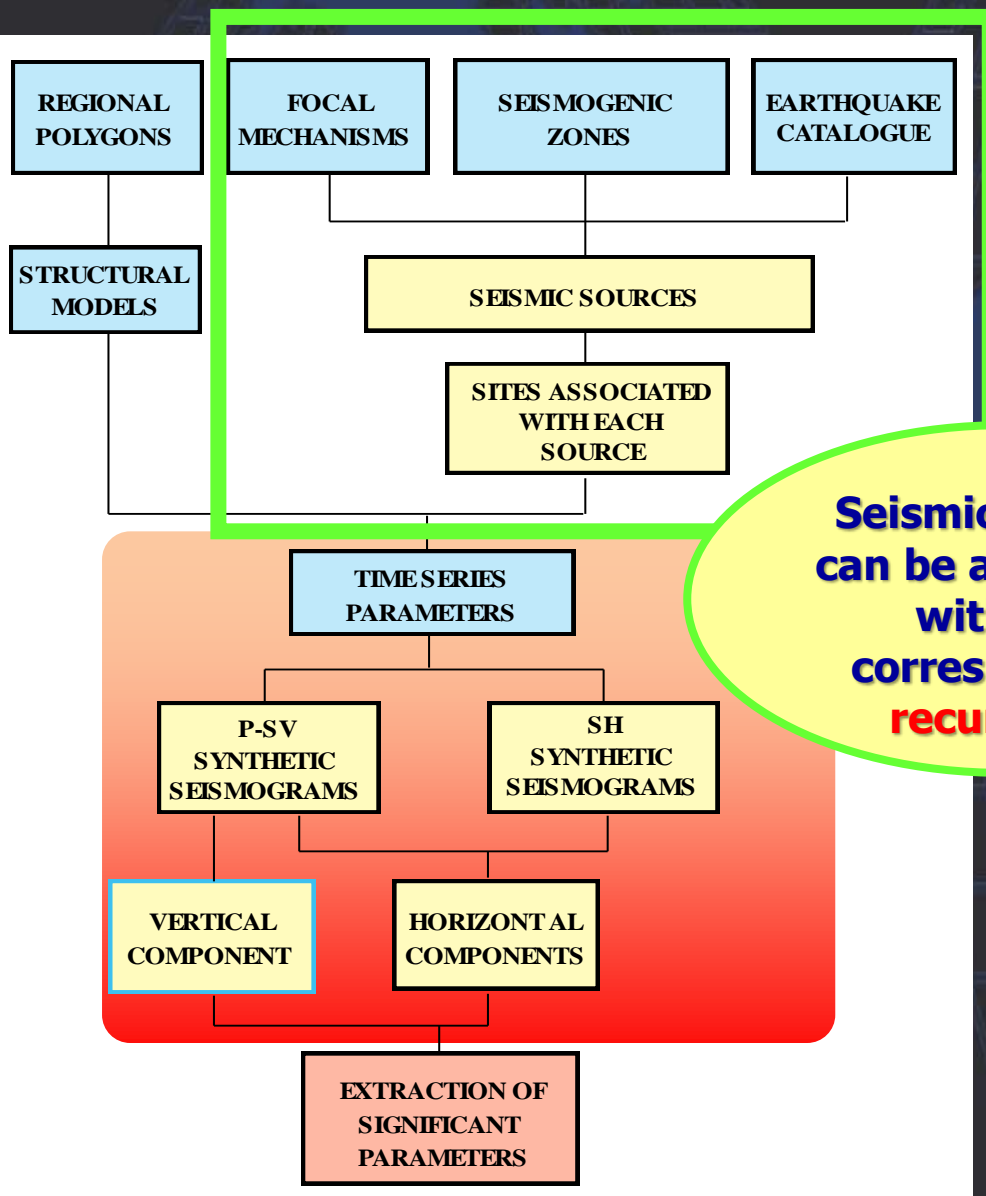 REGIONAL
POLYGONS
FOCAL
MECHANISMS
SEISMOGENIC
ZONES
EARTHQUAKE
CATALOGUE
STRUCTURAL
MODELS
SEISMIC SOURCES
SITES ASSOCIATED
WITH EACH
SOURCE
Seismic
can be a
wit
corres
recu
TIME SERIES
PARAMETERS
P-SV
SYNTHETIC
SEISMOGRAMS
SH
SYNTHETIC
SEISMOGRAMS
VERTICAL
COMPONENT
HORIZONTAL
COMPONENTS
EXTRACTION OF
SIGNIFICANT
PARAMETERS